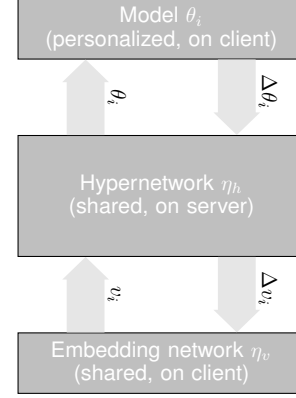 Model θ_i
(personalized, on client)
θ_i
Δθ_i
Hypernetwork η_h
(shared, on server)
v_i
Δv_i
Embedding network η_v
(shared, on client)